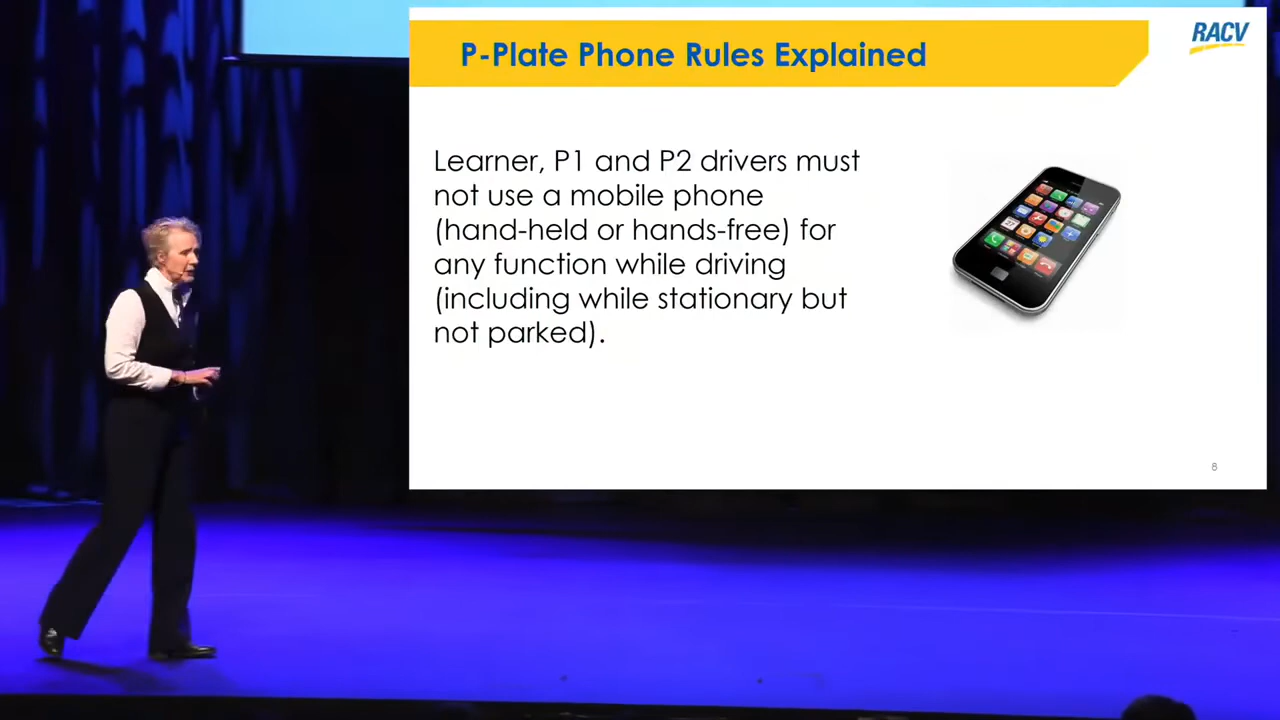 P-Plate Phone Rules Explained
RACV
Learner, P1 and P2 drivers must
not use a mobile phone
(hand-held or hands-free) for
any function while driving
(including while stationary but
not parked).
8